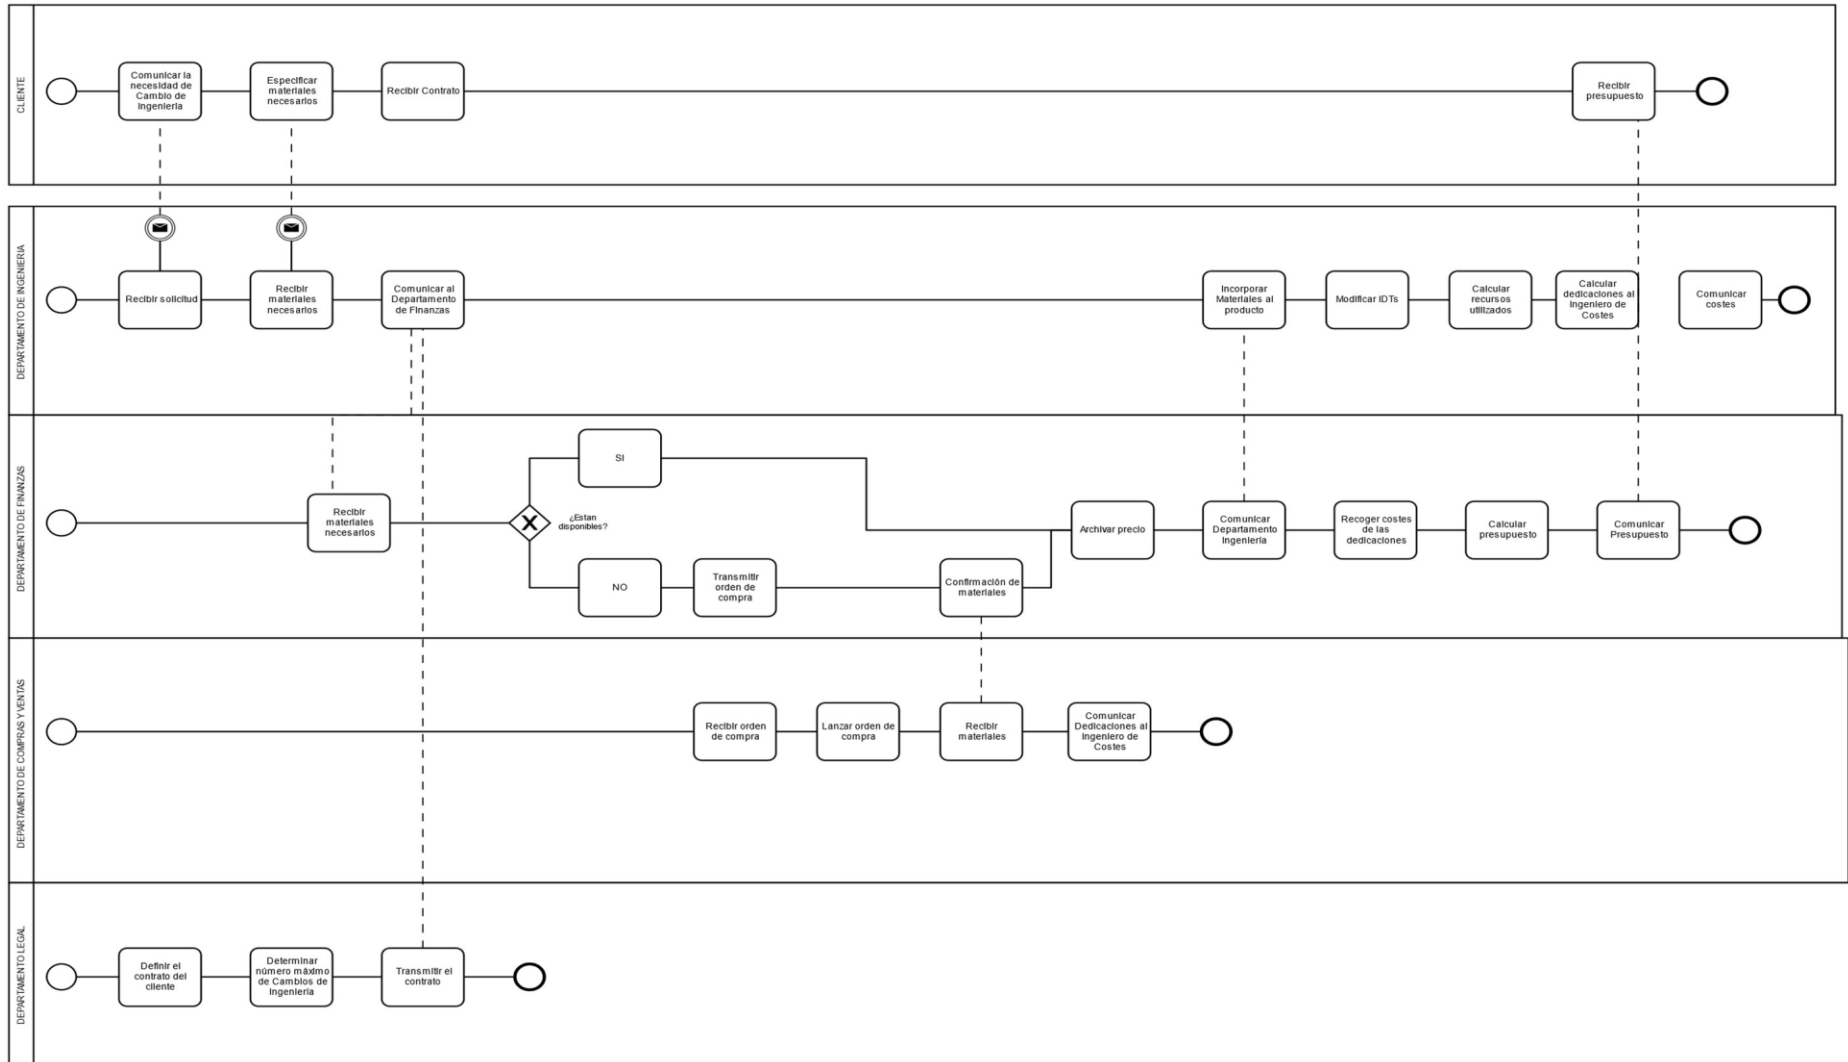 CLIENTE
Comunicar la
necesidad de
Cambio de
Ingeniería
Especificar
materiales
necesarios
Recibir Contrato
Recibir
presupuesto
DEPARTAMENTO DE INGENIERIA
Recibir solicitud
Recibir
materiales
necesarios
Comunicar al
Departamento
de Finanzas
Incorporar
Materiales al
producto
Modificar IDTs
Calcular
recursos
utilizados
Calcular
dedicaciones al
Ingeniero de
Costes
Comunicar
costes
DEPARTAMENTO DE FINANZAS
Recibir
materiales
necesarios
¿Estan
disponibles?
SI
NO
Transmitir
orden de
compra
Confirmación de
materiales
Archivar precio
Comunicar
Departamento
Ingeniería
Recoger costes
de las
dedicaciones
Calcular
presupuesto
Comunicar
Presupuesto
DEPARTAMENTO DE COMPRAS Y VENTAS
Recibir orden
de compra
Lanzar orden de
compra
Recibir
materiales
Comunicar
Dedicaciones al
Ingeniero de
Costes
DEPARTAMENTO LEGAL
Definir el
contrato del
cliente
Determinar
número máximo
de Cambios de
Ingeniería
Transmitir el
contrato